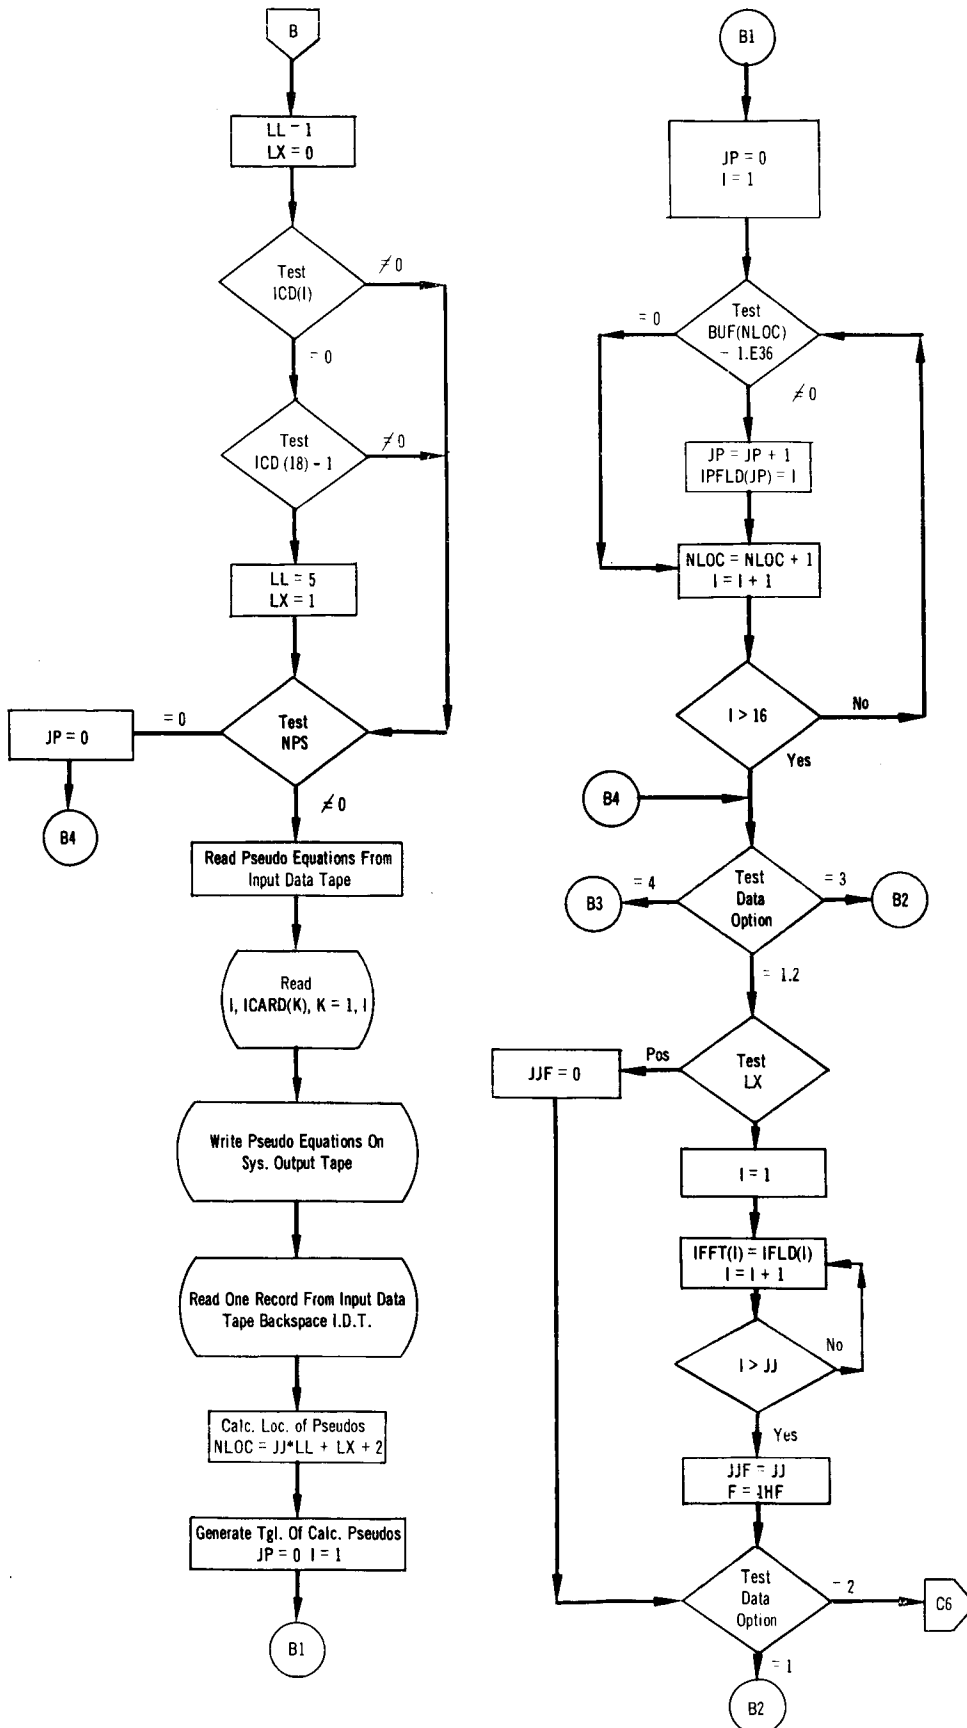 B
LL = 1
LX = 0
Test
ICD(I)
≠ 0
= 0
Test
ICD (18) - 1
≠ 0
LL = 5
LX = 1
Test
NPS
= 0
JP = 0
B4
≠ 0
Read Pseudo Equations From
Input Data Tape
Read
I, ICARD(K), K = 1, I
Write Pseudo Equations On
Sys. Output Tape
Read One Record From Input Data
Tape Backspace I.D.T.
Calc. Loc. of Pseudos
NLOC = JJ*LL + LX + 2
Generate Tgl. Of Calc. Pseudos
JP = 0 I = 1
B1
B1
JP = 0
I = 1
Test
BUF(NLOC)
- 1.E36
= 0
≠ 0
JP = JP + 1
IPFLD(JP) = I
NLOC = NLOC + 1
I = I + 1
I > 16
No
Yes
B4
Test
Data
Option
= 4
B3
= 3
B2
= 1.2
Test
LX
Pos
JJF = 0
I = 1
IFFT(I) = IFLD(I)
I = I + 1
I > JJ
No
Yes
JJF = JJ
F = 1HF
Test
Data
Option
= 2
C6
= 1
B2